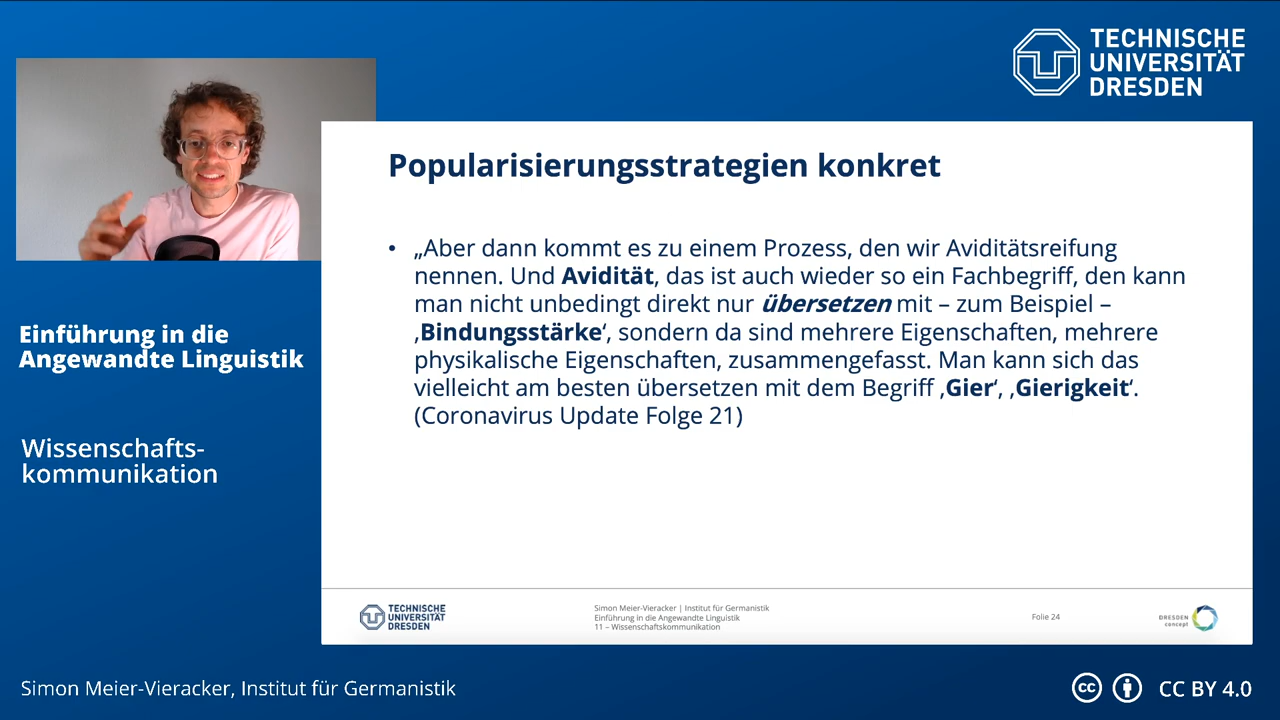 TECHNISCHE
UNIVERSITÄT
DRESDEN
Popularisierungsstrategien konkret
• „Aber dann kommt es zu einem Prozess, den wir Aviditätsreifung
nennen. Und Avidität, das ist auch wieder so ein Fachbegriff, den kann
man nicht unbedingt direkt nur übersetzen mit – zum Beispiel –
‚Bindungsstärke‘, sondern da sind mehrere Eigenschaften, mehrere
physikalische Eigenschaften, zusammengefasst. Man kann sich das
vielleicht am besten übersetzen mit dem Begriff ‚Gier‘, ‚Gierigkeit‘.
(Coronavirus Update Folge 21)
Einführung in die
Angewandte Linguistik
Wissenschafts-
kommunikation
TECHNISCHE
UNIVERSITÄT
DRESDEN
Simon Meier-Vieracker | Institut für Germanistik
Einführung in die Angewandte Linguistik
11 – Wissenschaftskommunikation
Folie 24
DRESDEN
concept
Simon Meier-Vieracker, Institut für Germanistik
cc
CC BY 4.0